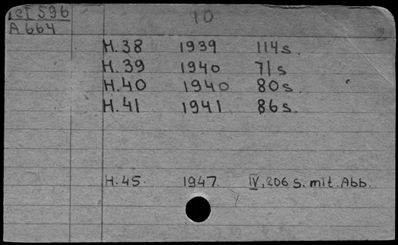 ref 596 10
A 664
H.38 1939 114 s.
H.39 1940 71 s
H.40 1940 80 s.
H.41 1941 86 s.
H.45. 1947. IV, 206 S. mit. Abb.